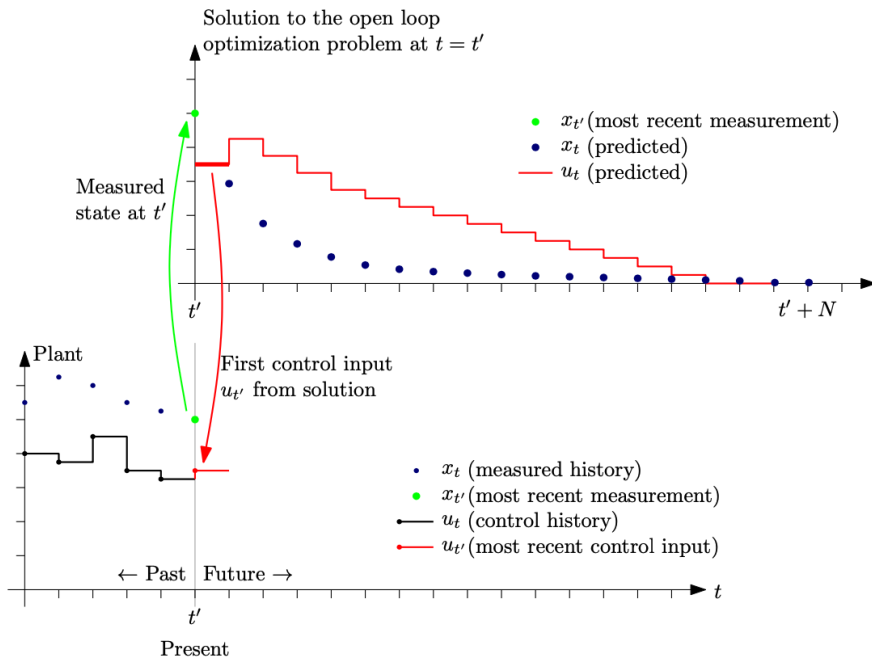 Solution to the open loop
optimization problem at t = t′
x_{t′} (most recent measurement)
x_t (predicted)
u_t (predicted)
Measured
state at t′
t′
t′ + N
Plant
First control input
u_{t′} from solution
x_t (measured history)
x_{t′} (most recent measurement)
u_t (control history)
u_{t′} (most recent control input)
← Past Future →
t
t′
Present